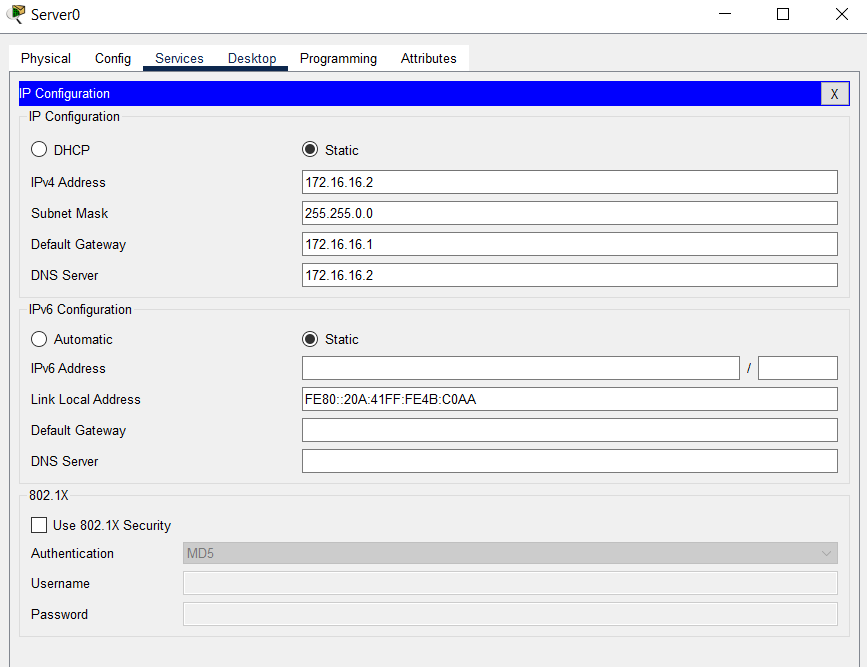 Server0
Physical Config Services Desktop Programming Attributes
IP Configuration X
IP Configuration
DHCP Static
IPv4 Address 172.16.16.2
Subnet Mask 255.255.0.0
Default Gateway 172.16.16.1
DNS Server 172.16.16.2
IPv6 Configuration
Automatic Static
IPv6 Address /
Link Local Address FE80::20A:41FF:FE4B:C0AA
Default Gateway
DNS Server
802.1X
Use 802.1X Security
Authentication MD5
Username
Password